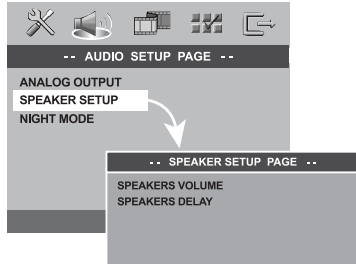 -- AUDIO SETUP PAGE --
ANALOG OUTPUT
SPEAKER SETUP
NIGHT MODE
-- SPEAKER SETUP PAGE --
SPEAKERS VOLUME
SPEAKERS DELAY